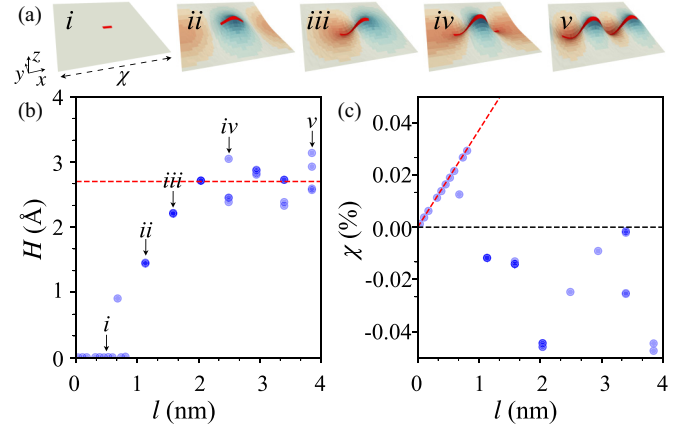 (a) i ii iii iv v
y z x χ
(b) (c)
4 3 2 1 0
H (Å)
i ii iii iv v
0 1 2 3 4
l (nm)
0.04 0.02 0.00 -0.02 -0.04
χ (%)
0 1 2 3 4
l (nm)